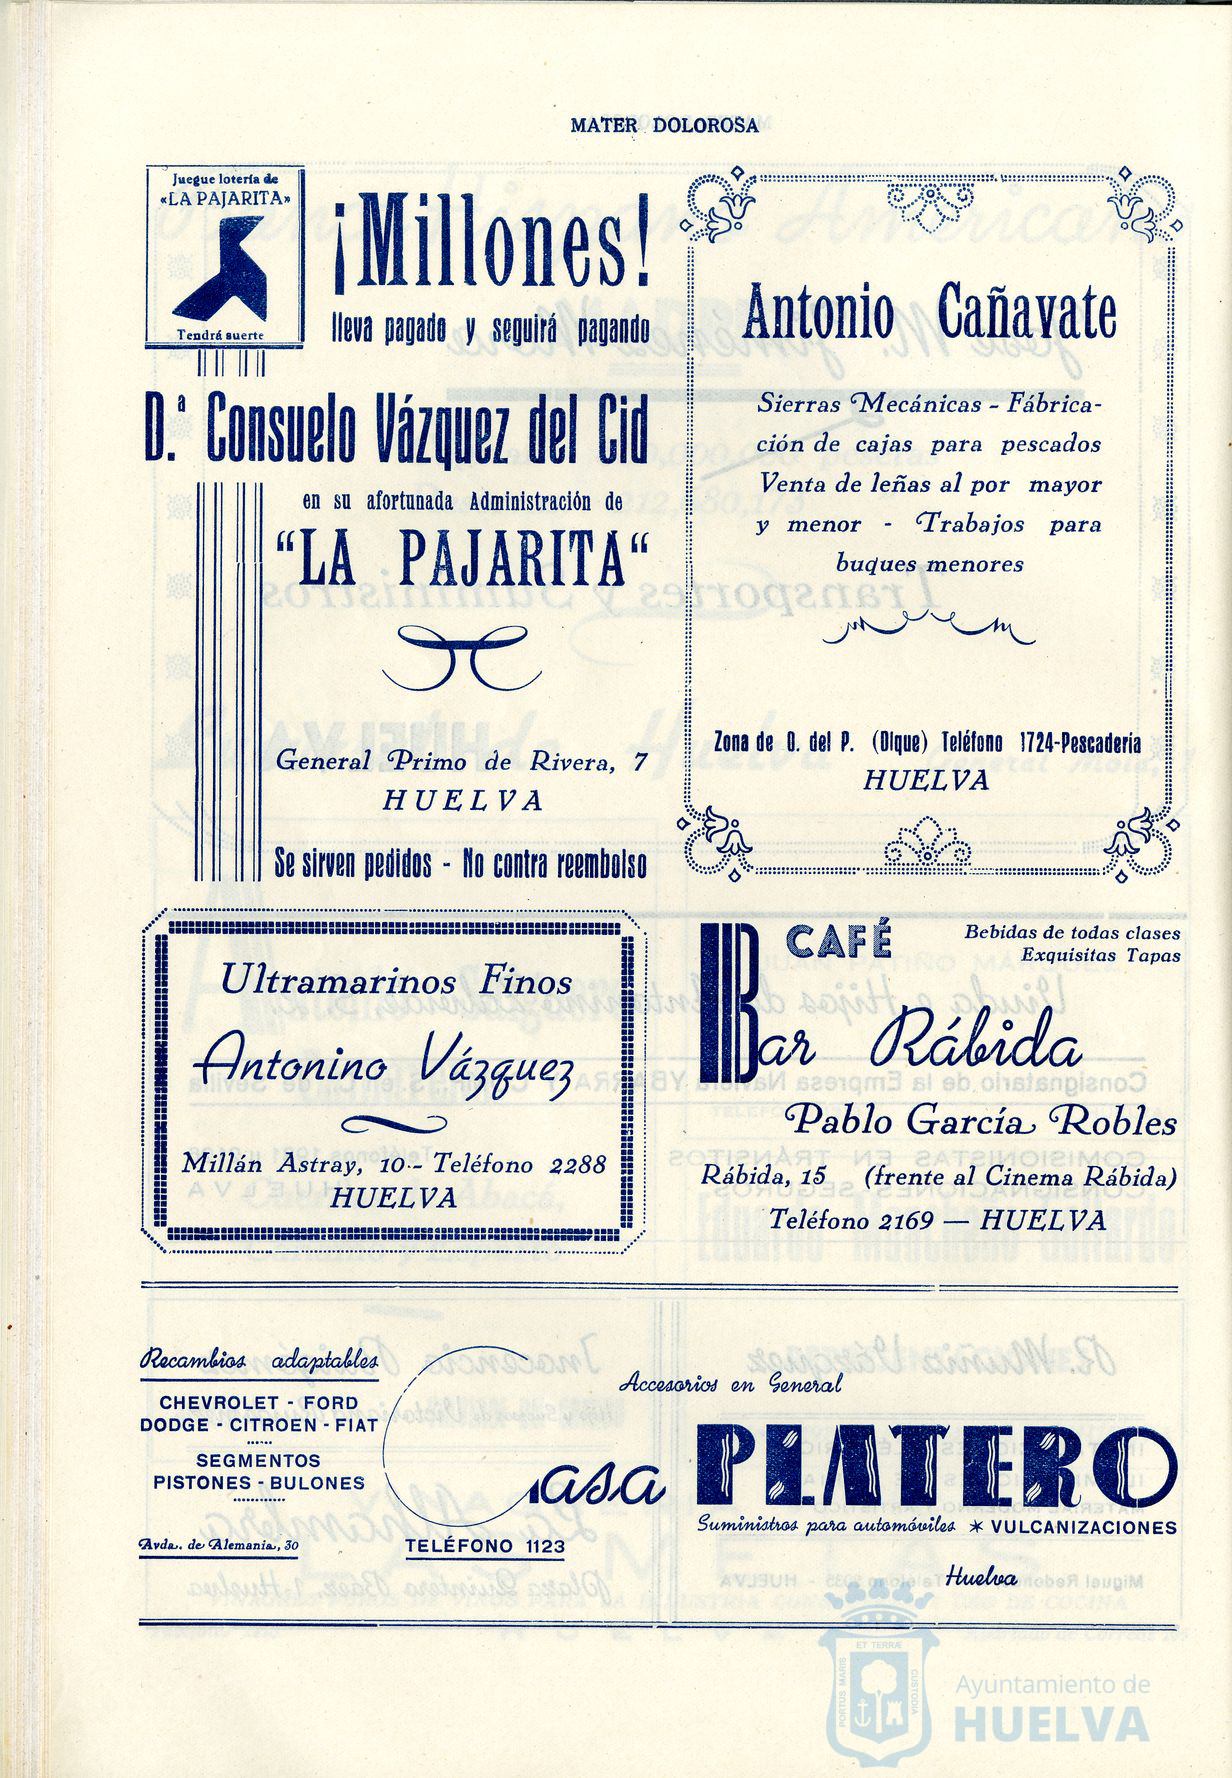 MATER DOLOROSA
Juegue lotería de
«LA PAJARITA»
Tendrá suerte
¡Millones!
lleva pagado y seguirá pagando
D.ª Consuelo Vázquez del Cid
en su afortunada Administración de
“LA PAJARITA“
General Primo de Rivera, 7
HUELVA
Se sirven pedidos - No contra reembolso
Antonio Cañavate
Sierras Mecánicas - Fábrica-
ción de cajas para pescados
Venta de leñas al por mayor
y menor - Trabajos para
buques menores
Zona de O. del P. (Dique) Teléfono 1724-Pescadería
HUELVA
Ultramarinos Finos
Antonino Vázquez
Millán Astray, 10-- Teléfono 2288
HUELVA
CAFÉ
Bebidas de todas clases
Exquisitas Tapas
Bar Rábida
Pablo García Robles
Rábida, 15 (frente al Cinema Rábida)
Teléfono 2169 — HUELVA
Recambios adaptables
CHEVROLET - FORD
DODGE - CITROEN - FIAT
SEGMENTOS
PISTONES - BULONES
Avda. de Alemania, 30
Accesorios en General
Casa PLATERO
Suministros para automóviles * VULCANIZACIONES
TELÉFONO 1123
Huelva
ET TERRÆ
PORTUS MARIS
CUSTODIA
Ayuntamiento de
HUELVA